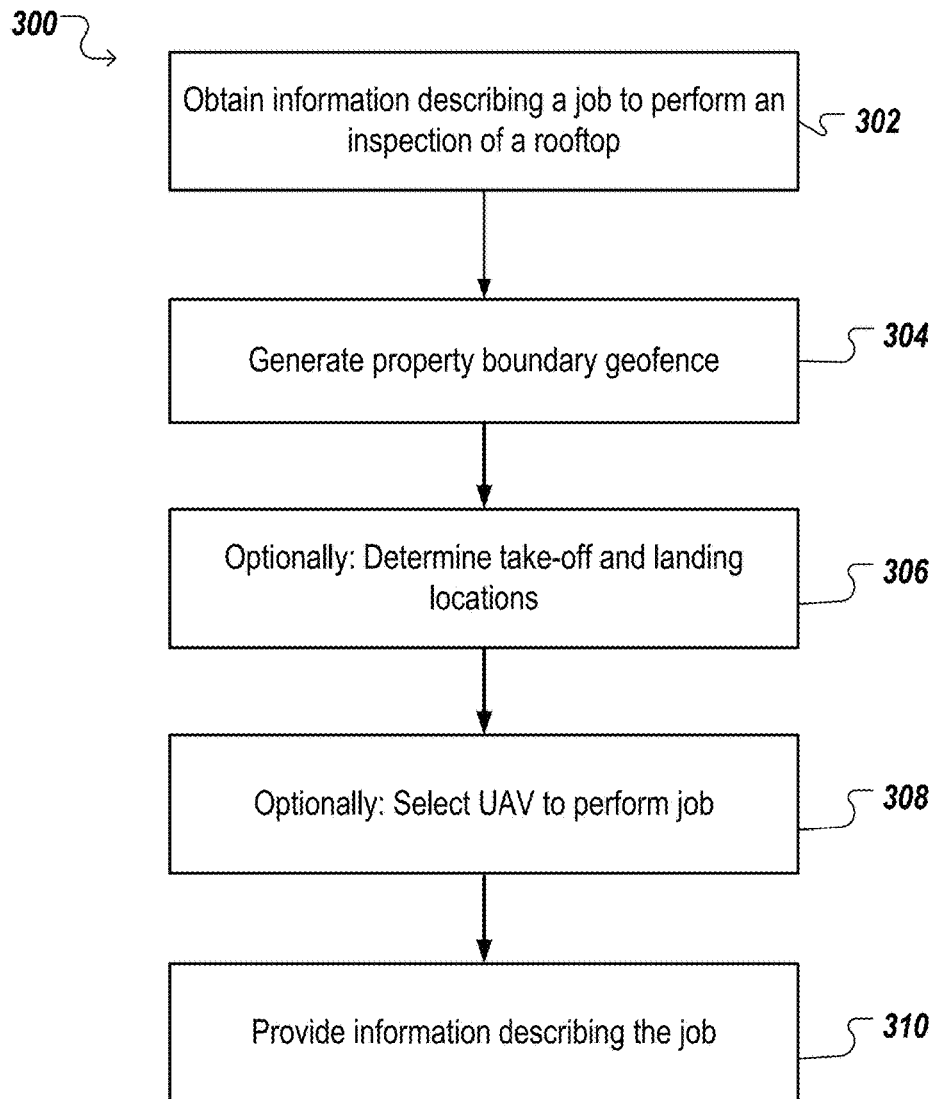 300
Obtain information describing a job to perform an
inspection of a rooftop
302
Generate property boundary geofence
304
Optionally: Determine take-off and landing
locations
306
Optionally: Select UAV to perform job
308
Provide information describing the job
310